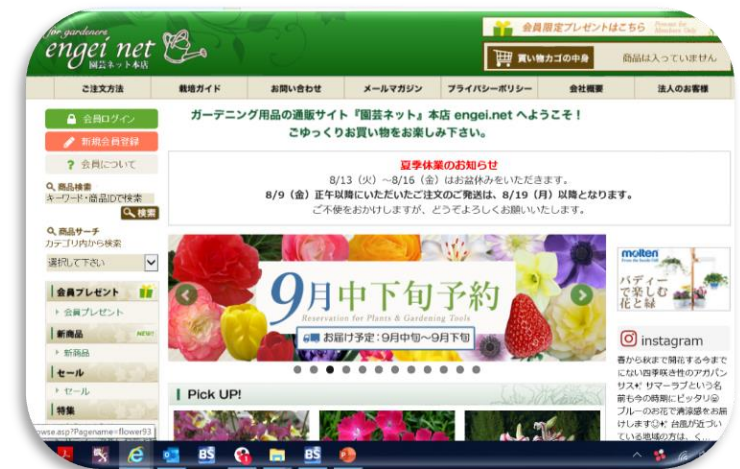 for gardeners
engei net
園芸ネット本店
会員限定プレゼントはこちら
Presents for Members Only
買い物カゴの中身
商品は入っていません
ご注文方法
栽培ガイド
お問い合わせ
メールマガジン
プライバシーポリシー
会社概要
法人のお客様
会員ログイン
新規会員登録
? 会員について
商品検索
キーワード・商品IDで検索
検索
商品サーチ
カテゴリ内から検索
選択して下さい
会員プレゼント
会員プレゼント
新商品 NEW!
新商品
セール
セール
特集
ガーデニング用品の通販サイト『園芸ネット』本店 engei.net へようこそ！
ごゆっくりお買い物をお楽しみ下さい。
夏季休業のお知らせ
8/13（火）～8/16（金）はお盆休みをいただきます。
8/9（金）正午以降にいただいたご注文のご発送は、8/19（月）以降となります。
ご不便をおかけしますが、どうぞよろしくお願いいたします。
9月中下旬予約
Reservation for Plants & Gardening Tools
お届け予定：9月中旬～9月下旬
Pick UP!
molten
バディーで楽しむ
花と緑
instagram
春から秋まで開花する今まで
にない四季咲き性のアガパン
サス! サマーラブという名
前も今の時期にピッタリ
ブルーのお花で清涼感をお届
けします 台風が近づい
ている地域の方は、く...
wse.asp?Pagename=flower93